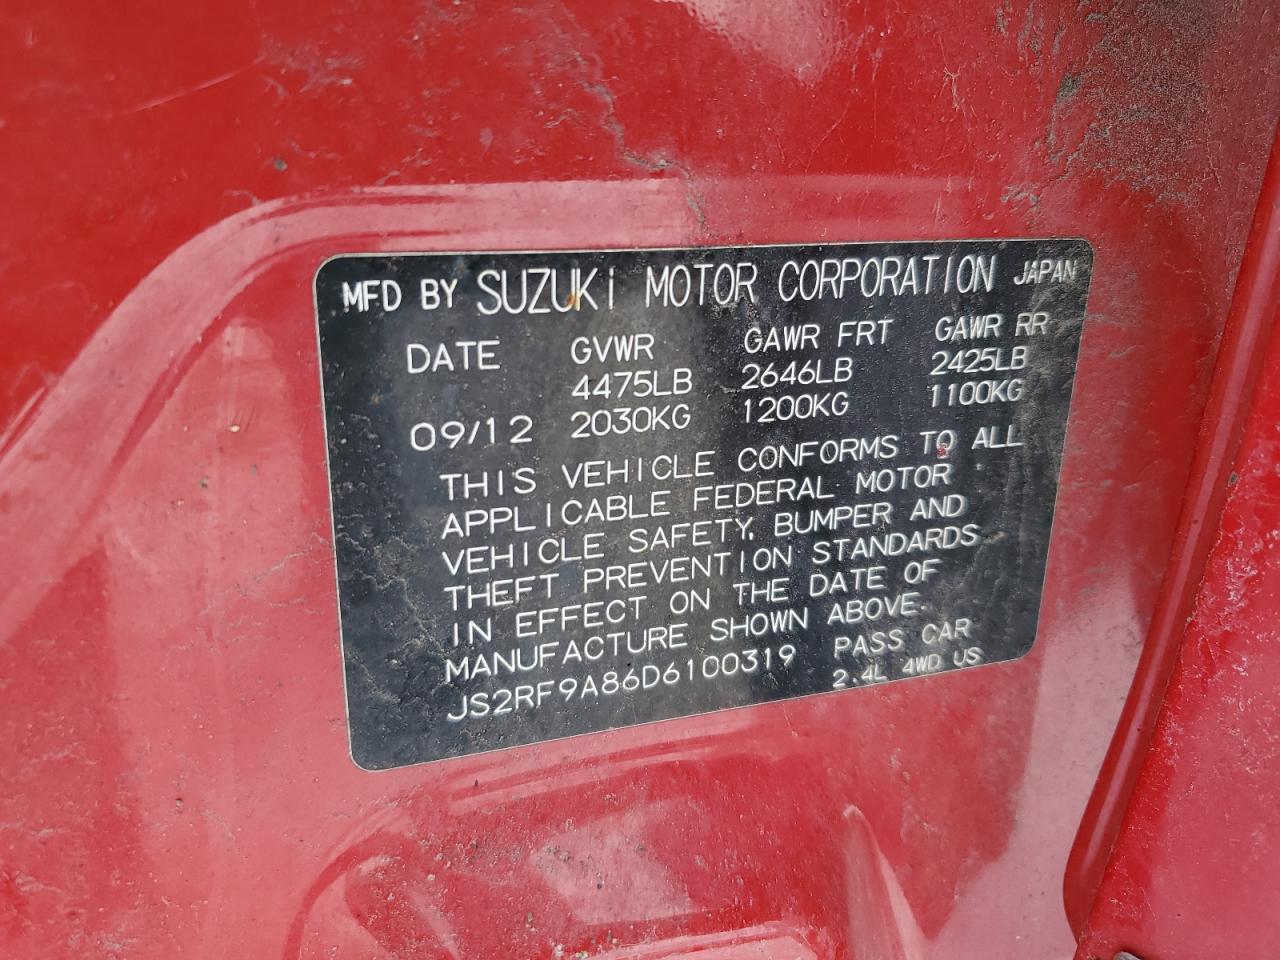 MFD BY SUZUKI MOTOR CORPORATION JAPAN
DATE GVWR GAWR FRT GAWR RR
4475LB 2646LB 2425LB
09/12 2030KG 1200KG 1100KG
THIS VEHICLE CONFORMS TO ALL
APPLICABLE FEDERAL MOTOR
VEHICLE SAFETY, BUMPER AND
THEFT PREVENTION STANDARDS
IN EFFECT ON THE DATE OF
MANUFACTURE SHOWN ABOVE.
JS2RF9A86D6100319 PASS CAR
2.4L 4WD US